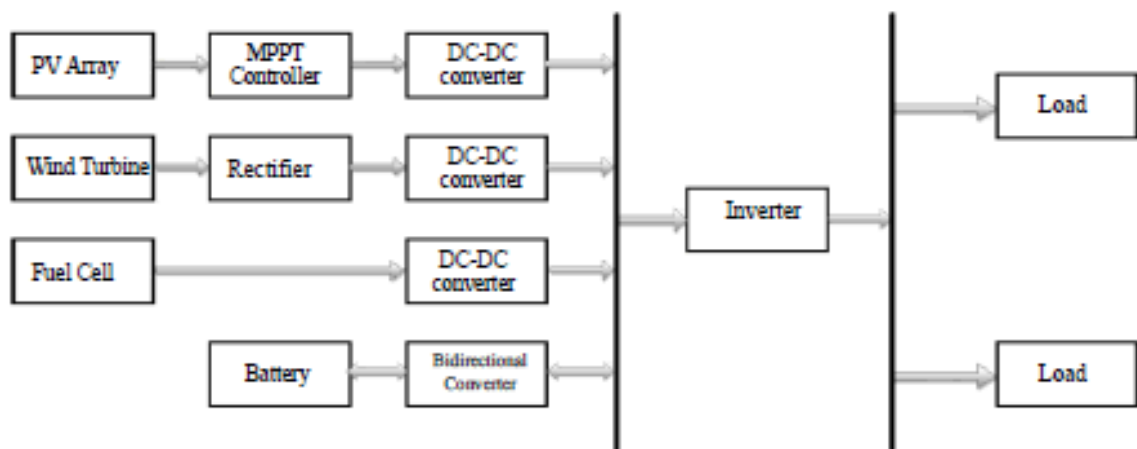 PV Array
MPPT
Controller
DC-DC
converter
Wind Turbine
Rectifier
DC-DC
converter
Fuel Cell
DC-DC
converter
Battery
Bidirectional
Converter
Inverter
Load
Load